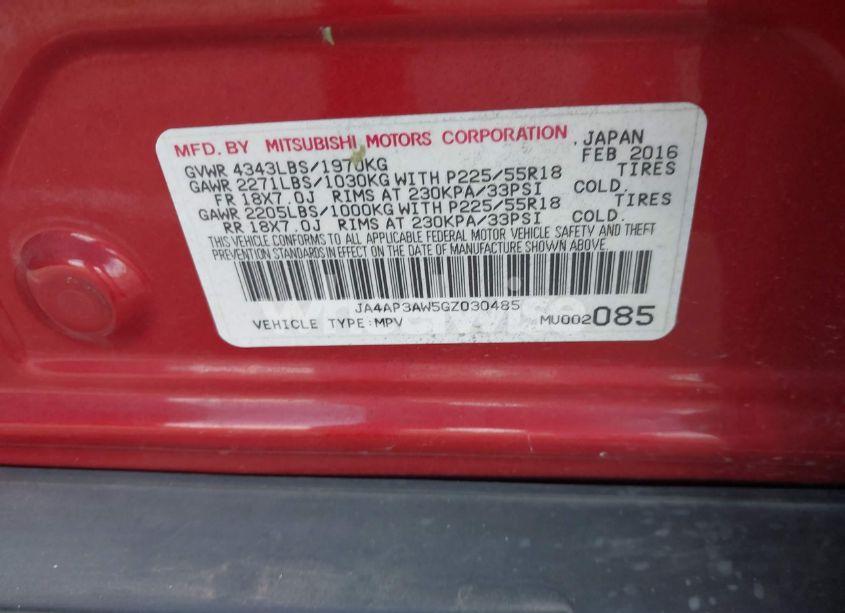 MFD. BY MITSUBISHI MOTORS CORPORATION , JAPAN
GVWR 4343LBS/1970KG FEB 2016
GAWR 2271LBS/1030KG WITH P225/55R18 TIRES
FR 18X7.0J RIMS AT 230KPA/33PSI COLD.
GAWR 2205LBS/1000KG WITH P225/55R18 TIRES
RR 18X7.0J RIMS AT 230KPA/33PSI COLD.
THIS VEHICLE CONFORMS TO ALL APPLICABLE FEDERAL MOTOR VEHICLE SAFETY AND THEFT
PREVENTION STANDARDS IN EFFECT ON THE DATE OF MANUFACTURE SHOWN ABOVE.
JA4AP3AW5GZ030485
VEHICLE TYPE:MPV MU002085